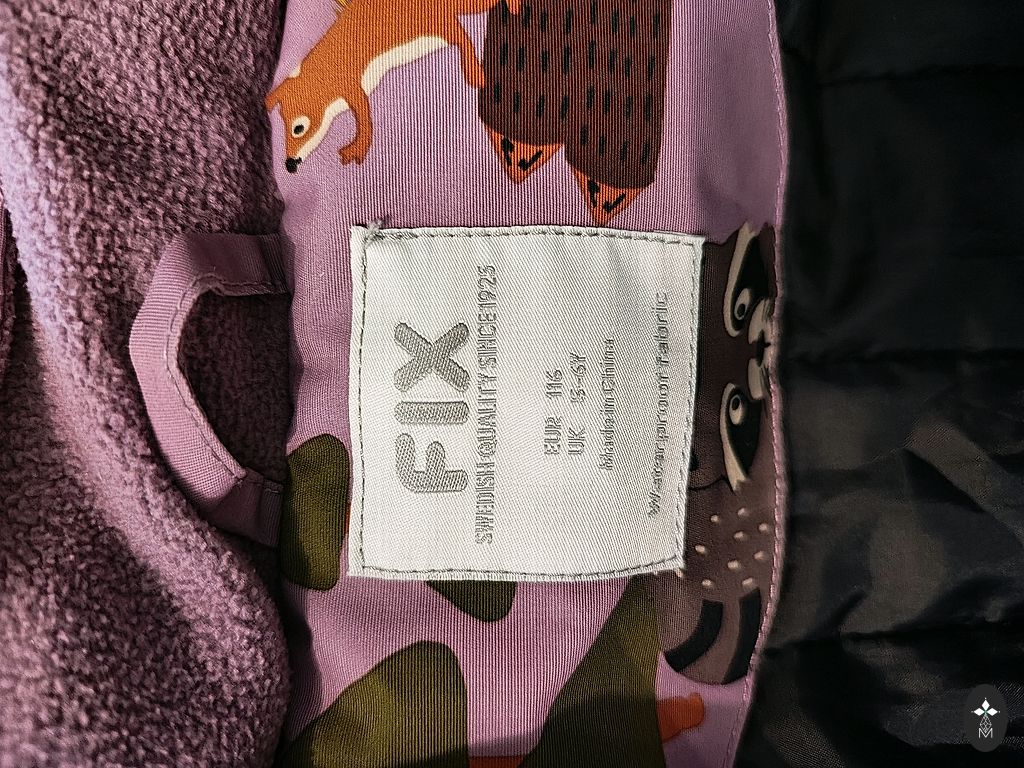 FIX
SWEDISH QUALITY SINCE 1925
EUR 116
UK 5-6Y
Made in China
Waterproof fabric
M